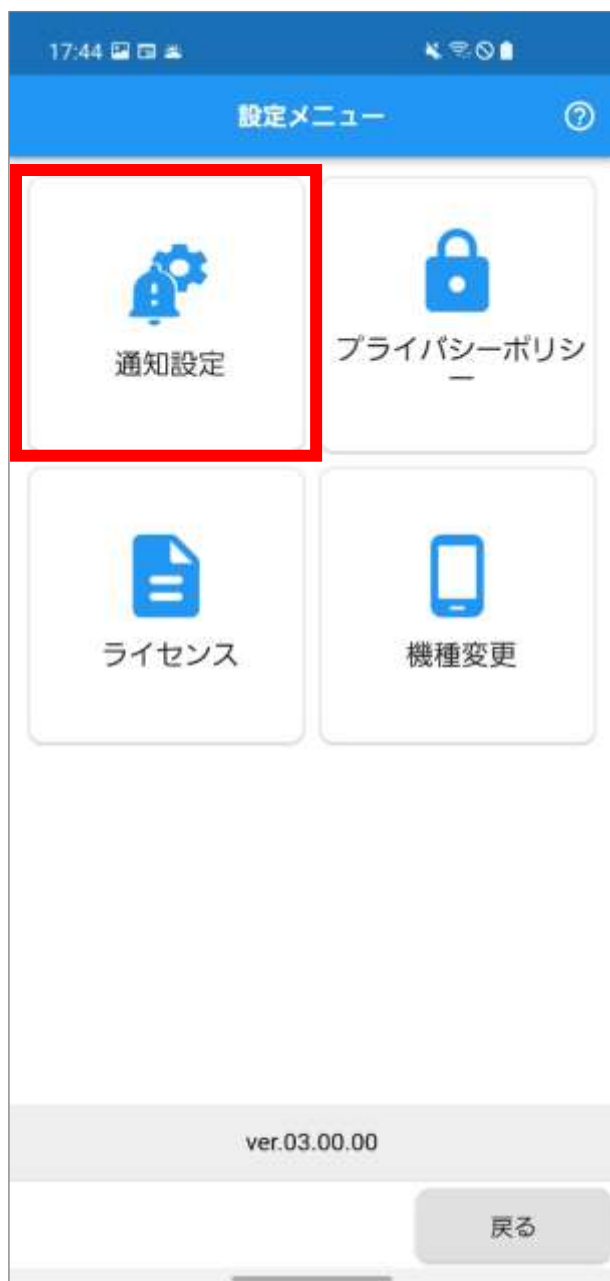 17:44
設定メニュー
通知設定
プライバシーポリシ
ー
ライセンス
機種変更
ver.03.00.00
戻る